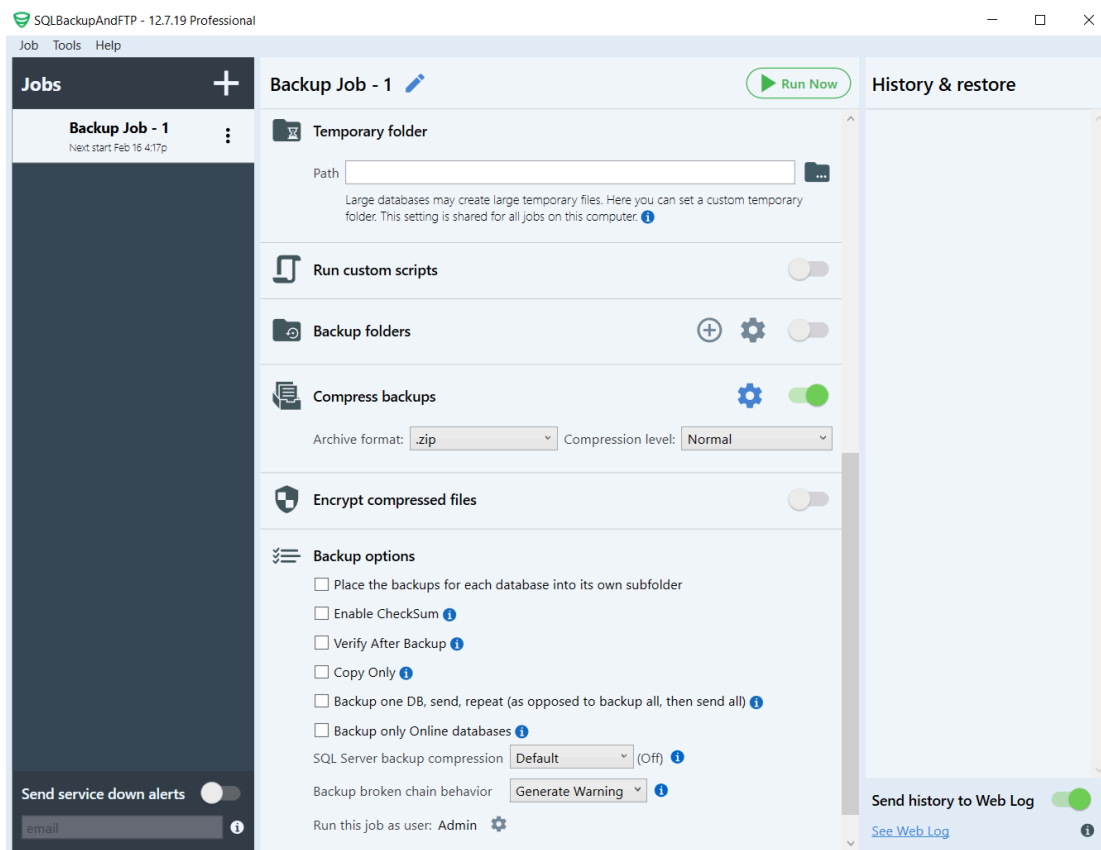 SQLBackupAndFTP - 12.7.19 Professional
Job Tools Help
Jobs
Backup Job - 1
Next start Feb 16 4:17p
Send service down alerts
email
Backup Job - 1
Run Now
Temporary folder
Path
...
Large databases may create large temporary files. Here you can set a custom temporary
folder. This setting is shared for all jobs on this computer.
Run custom scripts
Backup folders
Compress backups
Archive format: .zip Compression level: Normal
Encrypt compressed files
Backup options
Place the backups for each database into its own subfolder
Enable CheckSum
Verify After Backup
Copy Only
Backup one DB, send, repeat (as opposed to backup all, then send all)
Backup only Online databases
SQL Server backup compression Default (Off)
Backup broken chain behavior Generate Warning
Run this job as user: Admin
History & restore
Send history to Web Log
See Web Log